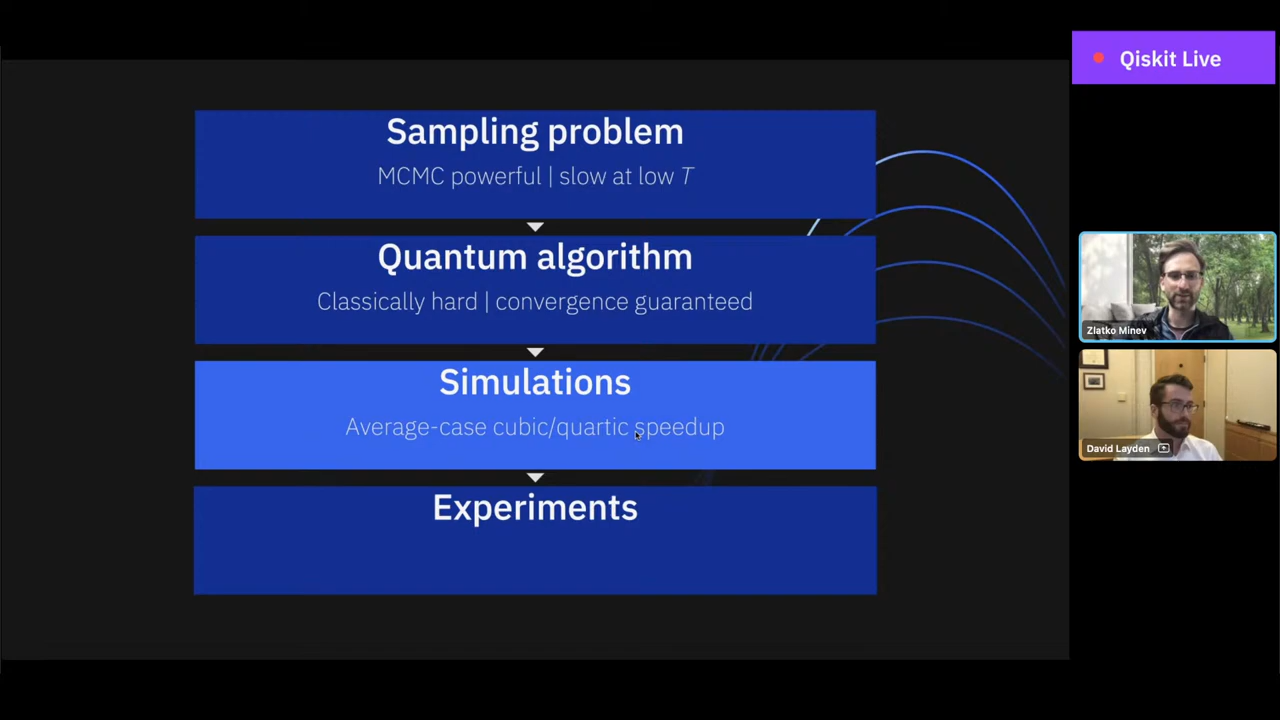 Qiskit Live
Sampling problem
MCMC powerful | slow at low T
Quantum algorithm
Classically hard | convergence guaranteed
Simulations
Average-case cubic/quartic speedup
Experiments
Zlatko Minev
David Layden